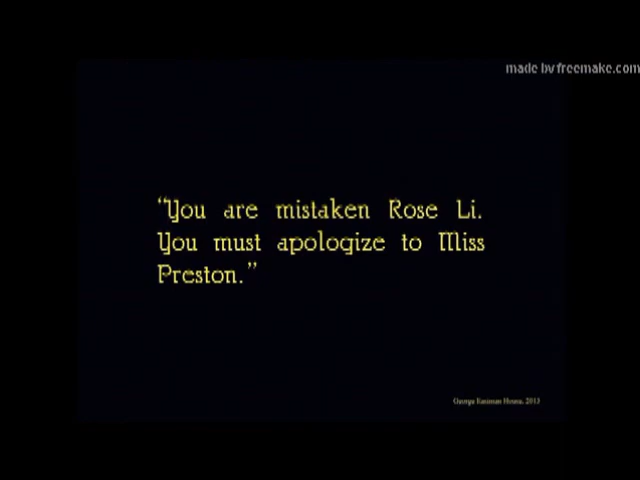 made by freemake.com
“You are mistaken Rose Li.
You must apologize to Miss
Preston.”
George Eastman House, 2013